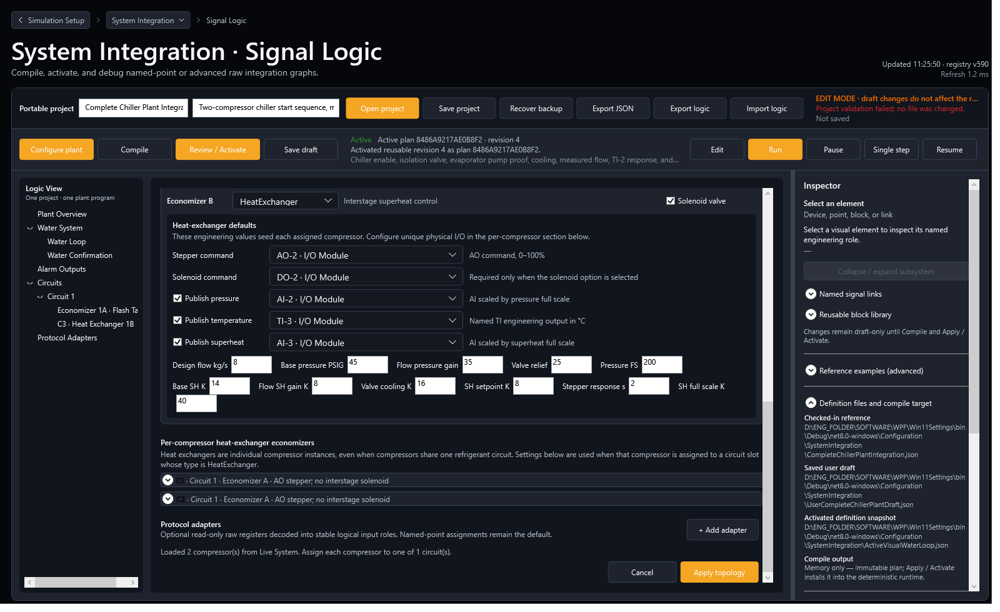 Simulation Setup
System Integration
Signal Logic
System Integration · Signal Logic
Compile, activate, and debug named-point or advanced raw integration graphs.
Updated 11:25:50 · registry v590
Refresh 1.2 ms
Portable project
Complete Chiller Plant Integra
Two-compressor chiller start sequence, m
Open project
Save project
Recover backup
Export JSON
Export logic
Import logic
EDIT MODE · draft changes do not affect the r...
Project validation failed; no file was changed.
Not saved
Configure plant
Compile
Review / Activate
Save draft
Active Active plan 8486A9217AE0B8F2 · revision 4
Activated reusable revision 4 as plan 8486A9217AE0B8F2.
Chiller enable, isolation valve, evaporator pump proof, cooling, measured flow, TI-2 response, and...
Edit
Run
Pause
Single step
Resume
Logic View
One project · one plant program
Plant Overview
Water System
Water Loop
Water Confirmation
Alarm Outputs
Circuits
Circuit 1
Economizer 1A · Flash Ta
C3 · Heat Exchanger 1B
Protocol Adapters
Economizer B
HeatExchanger
Interstage superheat control
Solenoid valve
Heat-exchanger defaults
These engineering values seed each assigned compressor. Configure unique physical I/O in the per-compressor section below.
Stepper command
AO-2 · I/O Module
AO command, 0–100%
Solenoid command
DO-2 · I/O Module
Required only when the solenoid option is selected
Publish pressure
AI-2 · I/O Module
AI scaled by pressure full scale
Publish temperature
TI-3 · I/O Module
Named TI engineering output in °C
Publish superheat
AI-3 · I/O Module
AI scaled by superheat full scale
Design flow kg/s 8 Base pressure PSIG 45 Flow pressure gain 35 Valve relief 25 Pressure FS 200
Base SH K 14 Flow SH gain K 8 Valve cooling K 16 SH setpoint K 8 Stepper response s 2 SH full scale K
40
Per-compressor heat-exchanger economizers
Heat exchangers are individual compressor instances, even when compressors share one refrigerant circuit. Settings below are used when that compressor is assigned to a circuit slot
whose type is HeatExchanger.
C1 · Circuit 1 · Economizer A · AO stepper; no interstage solenoid
C2 · Circuit 1 · Economizer A · AO stepper; no interstage solenoid
Protocol adapters
Optional read-only raw registers decoded into stable logical input roles. Named-point assignments remain the default.
+ Add adapter
Loaded 2 compressor(s) from Live System. Assign each compressor to one of 1 circuit(s).
Cancel
Apply topology
Inspector
Select an element
Device, point, block, or link
Select a visual element to inspect its named
engineering role.
—
Collapse / expand subsystem
Named signal links
Reusable block library
Changes remain draft-only until Compile and Apply /
Activate.
Reference examples (advanced)
Definition files and compile target
Checked-in reference
D:\ENG_FOLDER\SOFTWARE\WPF\Win11Settings\bin
\Debug\net8.0-windows\Configuration
\SystemIntegration
\CompleteChillerPlantIntegration.json
Saved user draft
D:\ENG_FOLDER\SOFTWARE\WPF\Win11Settings\bin
\Debug\net8.0-windows\Configuration
\SystemIntegration
\UserCompleteChillerPlantDraft.json
Activated definition snapshot
D:\ENG_FOLDER\SOFTWARE\WPF\Win11Settings\bin
\Debug\net8.0-windows\Configuration
\SystemIntegration\ActiveVisualWaterLoop.json
Compile output
Memory only — immutable plan; Apply / Activate
installs it into the deterministic runtime.